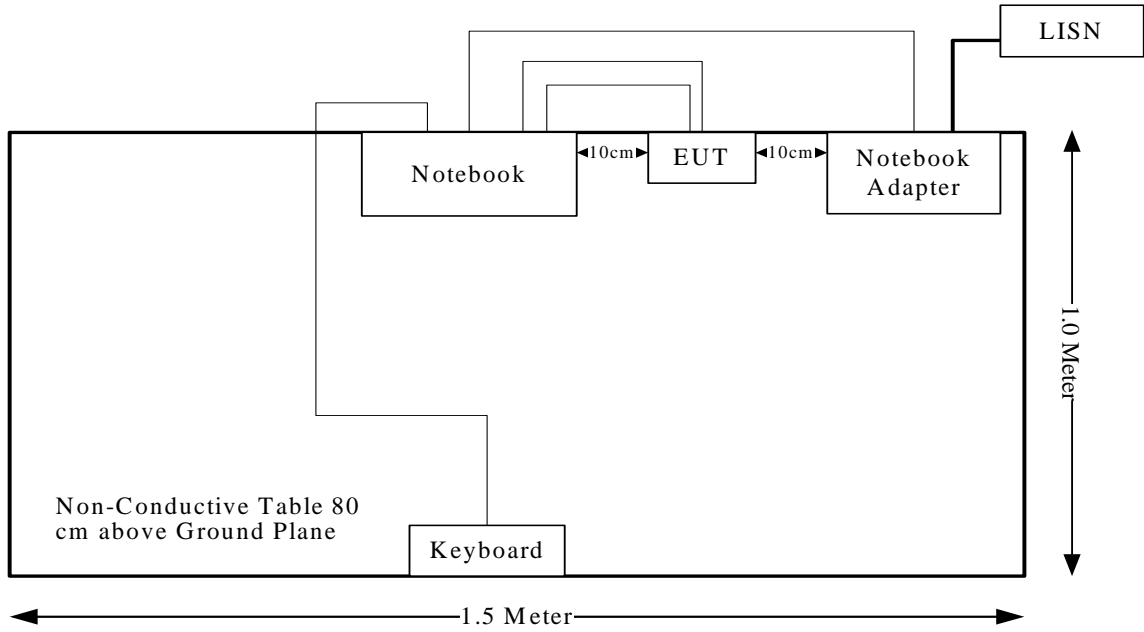 LISN
Notebook
10cm
EUT
10cm
Notebook
Adapter
1.0 Meter
Non-Conductive Table 80
cm above Ground Plane
Keyboard
1.5 Meter